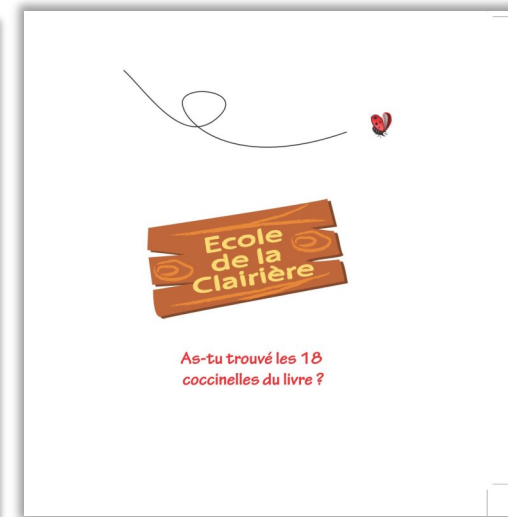 Ecole
de la
Clairière
As-tu trouvé les 18
coccinelles du livre ?